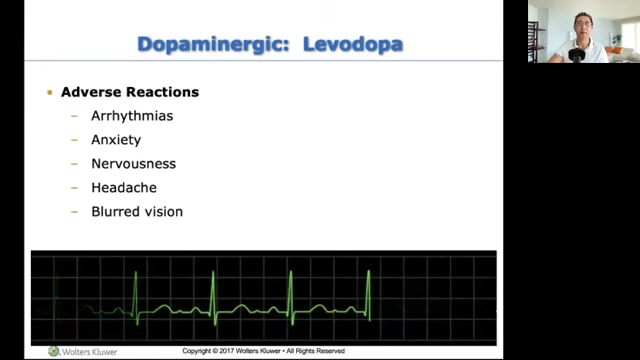 Dopaminergic: Levodopa
• Adverse Reactions
– Arrhythmias
– Anxiety
– Nervousness
– Headache
– Blurred vision
Wolters Kluwer
Copyright © 2017 Wolters Kluwer • All Rights Reserved